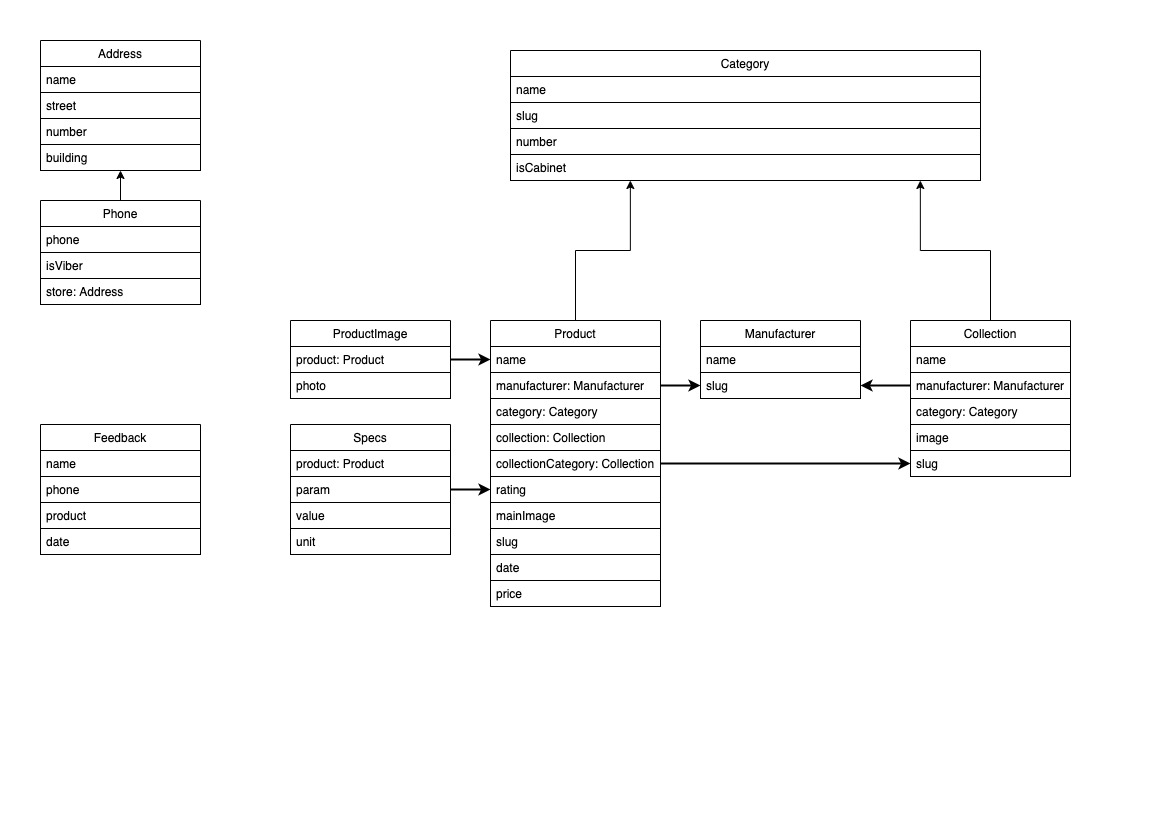 Address
name
street
number
building
Phone
phone
isViber
store: Address
Category
name
slug
number
isCabinet
ProductImage
product: Product
photo
Product
name
manufacturer: Manufacturer
category: Category
collection: Collection
collectionCategory: Collection
rating
mainImage
slug
date
price
Manufacturer
name
slug
Collection
name
manufacturer: Manufacturer
category: Category
image
slug
Feedback
name
phone
product
date
Specs
product: Product
param
value
unit